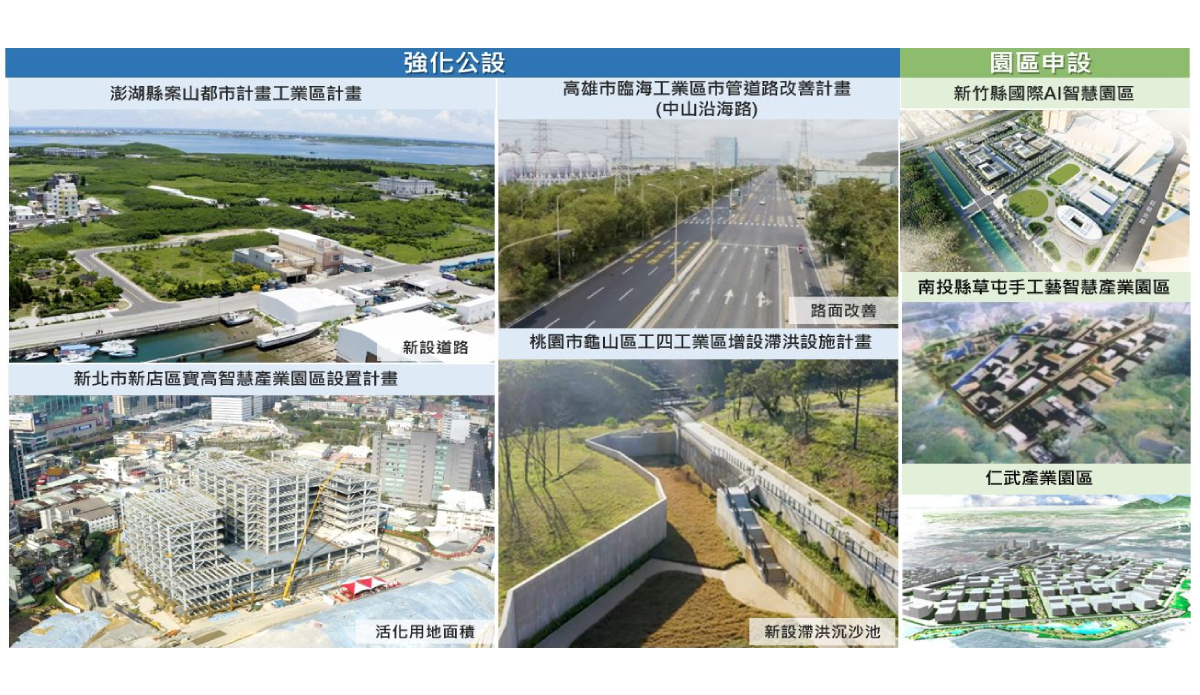 強化公設
園區申設
澎湖縣案山都市計畫工業區計畫
新設道路
高雄市臨海工業區市管道路改善計畫
(中山沿海路)
路面改善
新北市新店區寶高智慧產業園區設置計畫
活化用地面積
桃園市龜山區工四工業區增設滯洪設施計畫
新設滯洪沉沙池
新竹縣國際AI智慧園區
南投縣草屯手工藝智慧產業園區
仁武產業園區